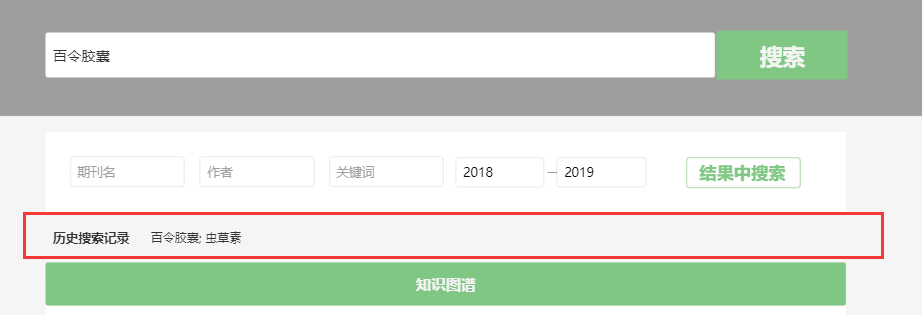 百令胶囊 搜索
期刊名 作者 关键词 2018 — 2019 结果中搜索
历史搜索记录 百令胶囊; 虫草素
知识图谱